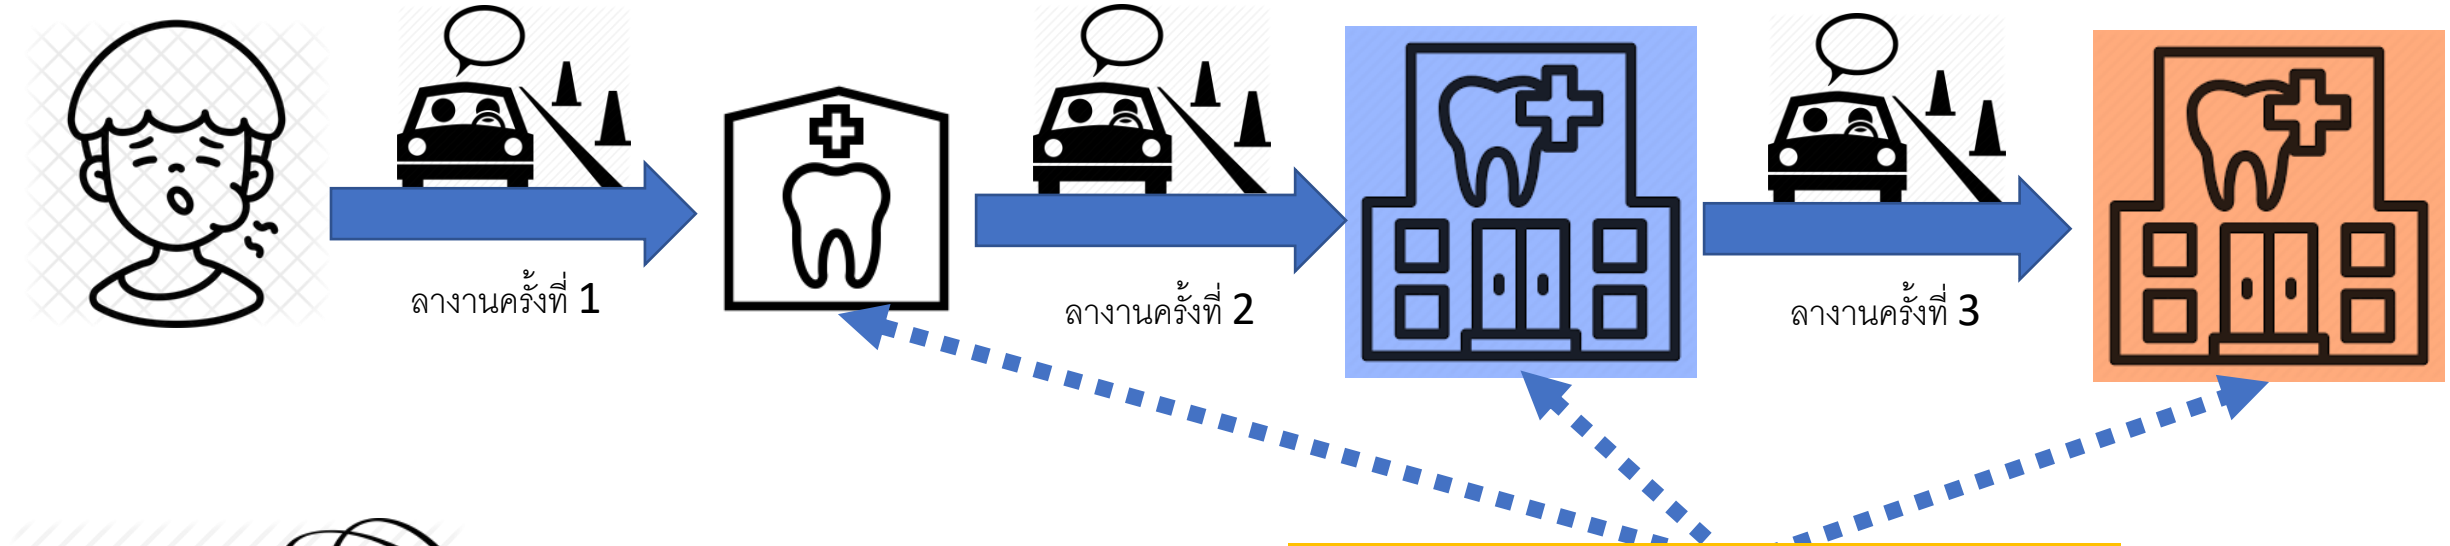 ลางานครั้งที่ 1
ลางานครั้งที่ 2
ลางานครั้งที่ 3